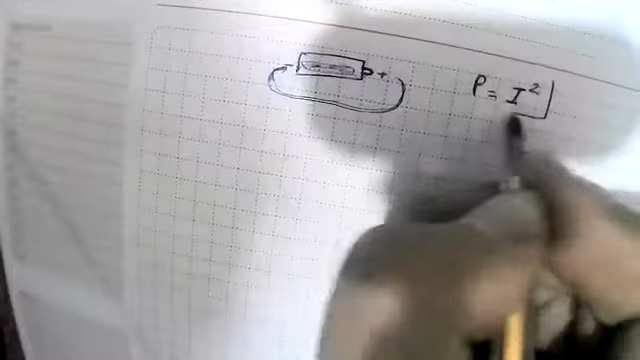 - +
P = I²